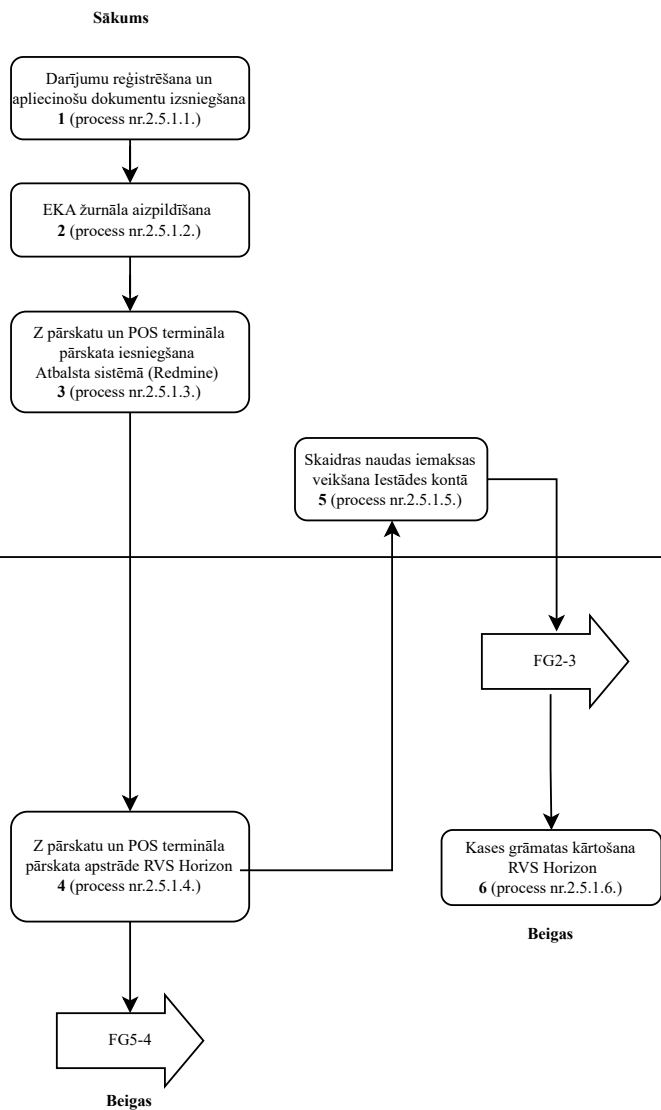 Sākums
Darījumu reģistrēšana un
apliecinošu dokumentu izsniegšana
1 (process nr.2.5.1.1.)
EKA žurnāla aizpildīšana
2 (process nr.2.5.1.2.)
Z pārskatu un POS termināla
pārskata iesniegšana
Atbalsta sistēmā (Redmine)
3 (process nr.2.5.1.3.)
Skaidras naudas iemaksas
veikšana Iestādes kontā
5 (process nr.2.5.1.5.)
FG2-3
Z pārskatu un POS termināla
pārskata apstrāde RVS Horizon
4 (process nr.2.5.1.4.)
Kases grāmatas kārtošana
RVS Horizon
6 (process nr.2.5.1.6.)
Beigas
FG5-4
Beigas